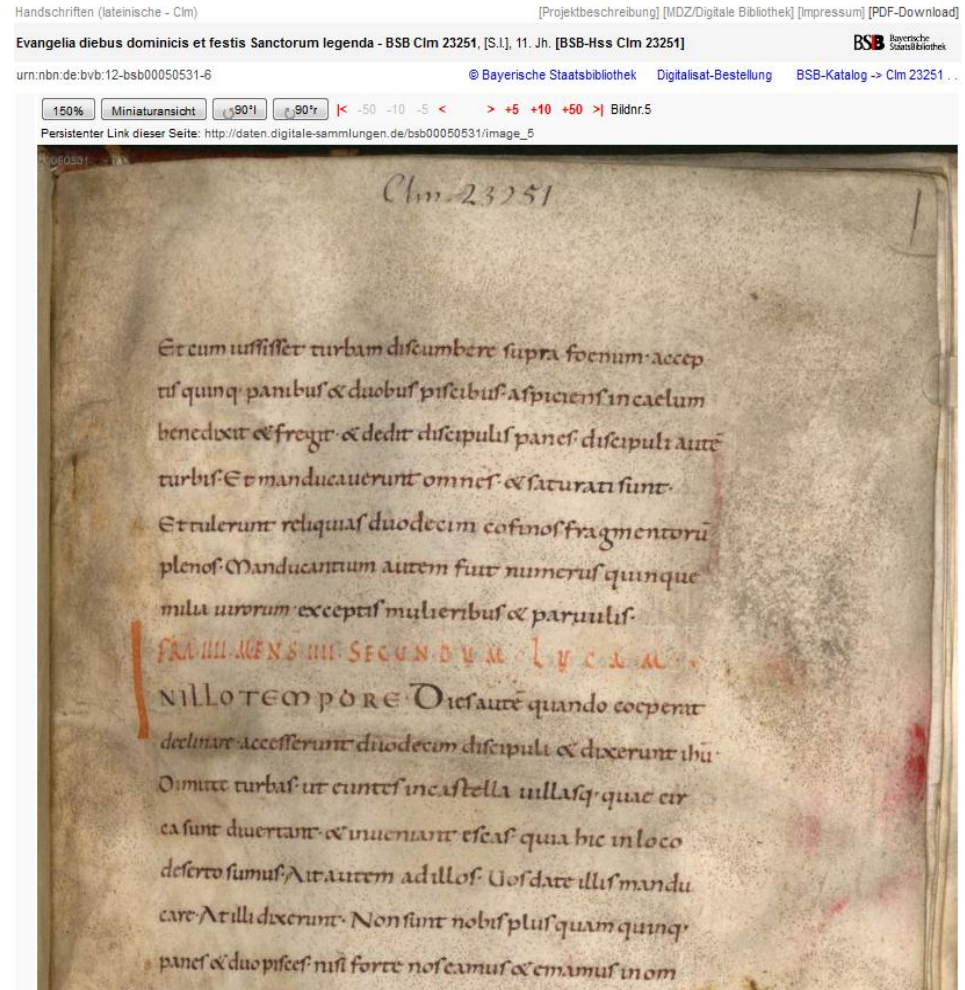 Handschriften (lateinische - Clm) [Projektbeschreibung] [MDZ/Digitale Bibliothek] [Impressum] [PDF-Download]
Evangelia diebus dominicis et festis Sanctorum legenda - BSB Clm 23251, [S.l.], 11. Jh. [BSB-Hss Clm 23251] BSB Bayerische StaatsBibliothek
urn:nbn:de:bvb:12-bsb00050531-6 © Bayerische Staatsbibliothek Digitalisat-Bestellung BSB-Katalog -> Clm 23251 . .
150% Miniaturansicht 90°l 90°r |< -50 -10 -5 < > +5 +10 +50 >| Bildnr.5
Persistenter Link dieser Seite: http://daten.digitale-sammlungen.de/bsb00050531/image_5
Clm 23251
1
Et cum iussisset turbam discumbere supra foenum· accep
tis quinq· panibus & duobus piscibus· aspiciens in caelum
benedixit & fregit· & dedit discipulis panes· discipuli autē
turbis· Et manducauerunt omnes· & saturati sunt·
Et tulerunt reliquias duodecim cofinos fragmentorū
plenos· Manducantium autem fuit numerus quinque
milia uirorum· exceptis mulieribus & paruulis·
SECUNDUM LUCAM·
I N ILLO TEMPORE· Dies autē quando coeperat
declinare accesserunt duodecim discipuli & dixerunt ihū·
Dimitte turbas· ut euntes in castella uillasq· quae cir
ca sunt diuertant· & inueniant escas· quia hic in loco
deserto sumus· Ait autem ad illos· Uos date illis mandu
care· At illi dixerunt· Non sunt nobis plus quam quinq·
panes & duo pisces· nisi forte nos eamus & emamus in om